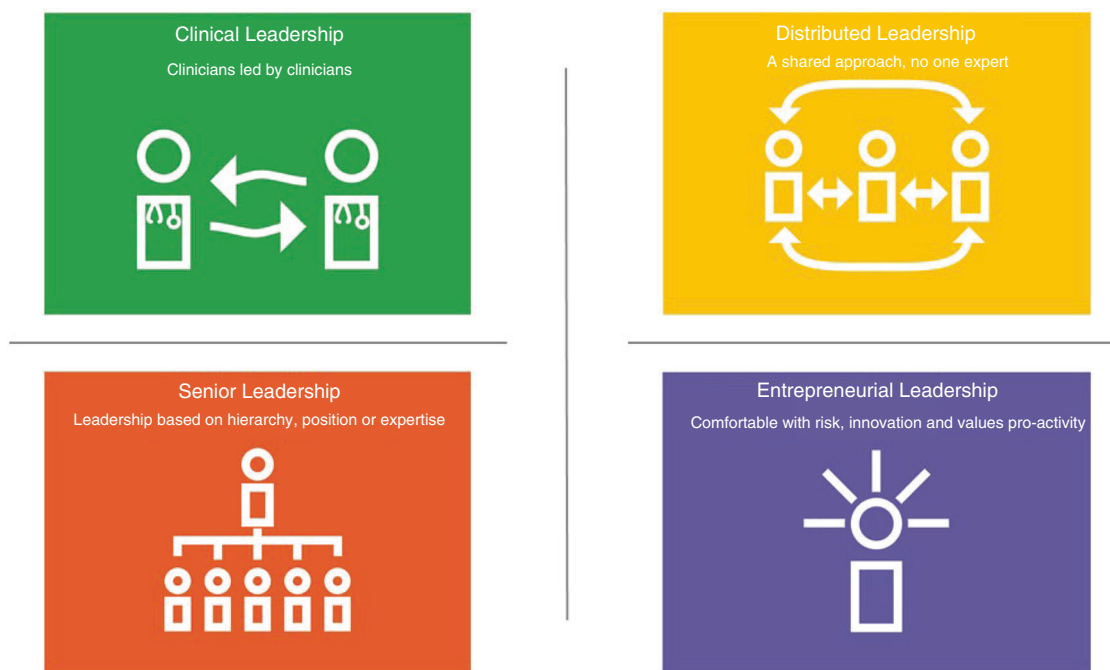 Clinical Leadership
Clinicians led by clinicians
Distributed Leadership
A shared approach, no one expert
Senior Leadership
Leadership based on hierarchy, position or expertise
Entrepreneurial Leadership
Comfortable with risk, innovation and values pro-activity